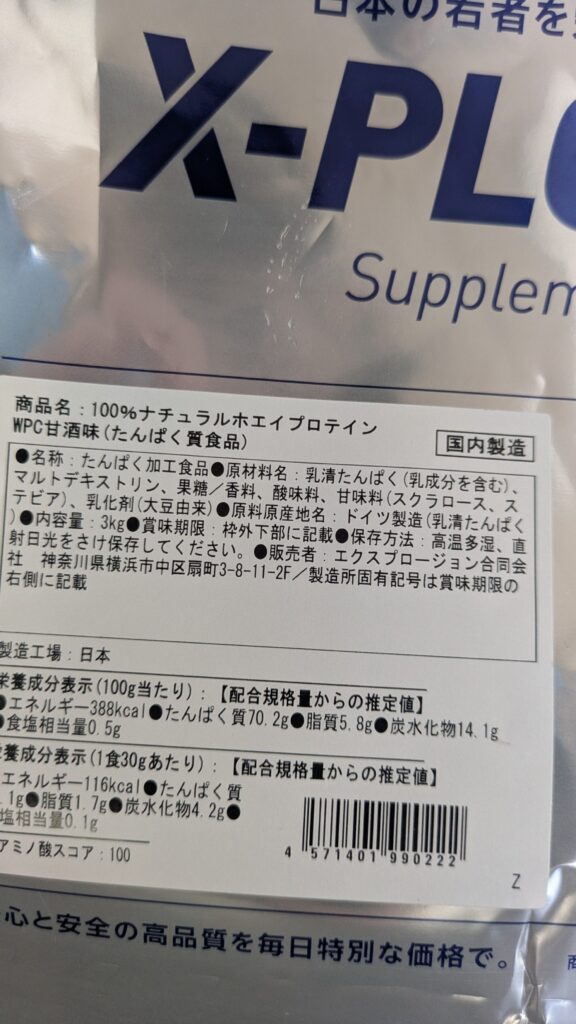 日本の若者を
X-PLO
Supplem
商品名：100%ナチュラルホエイプロテイン
WPC甘酒味(たんぱく質食品)
国内製造
●名称：たんぱく加工食品●原材料名：乳清たんぱく(乳成分を含む)、
マルトデキストリン、果糖／香料、酸味料、甘味料(スクラロース、ス
テビア)、乳化剤(大豆由来)●原料原産地名：ドイツ製造(乳清たんぱく
)●内容量：3kg●賞味期限：枠外下部に記載●保存方法：高温多湿、直
射日光をさけ保存してください。●販売者：エクスプロージョン合同会
社　神奈川県横浜市中区扇町3-8-11-2F／製造所固有記号は賞味期限の
右側に記載
製造工場：日本
栄養成分表示(100g当たり)：【配合規格量からの推定値】
●エネルギー388kcal●たんぱく質70.2g●脂質5.8g●炭水化物14.1g
●食塩相当量0.5g
栄養成分表示(1食30gあたり)：【配合規格量からの推定値】
エネルギー116kcal●たんぱく質
.1g●脂質1.7g●炭水化物4.2g●
塩相当量0.1g
アミノ酸スコア：100
4 571401 990222
Z
心と安全の高品質を毎日特別な価格で。